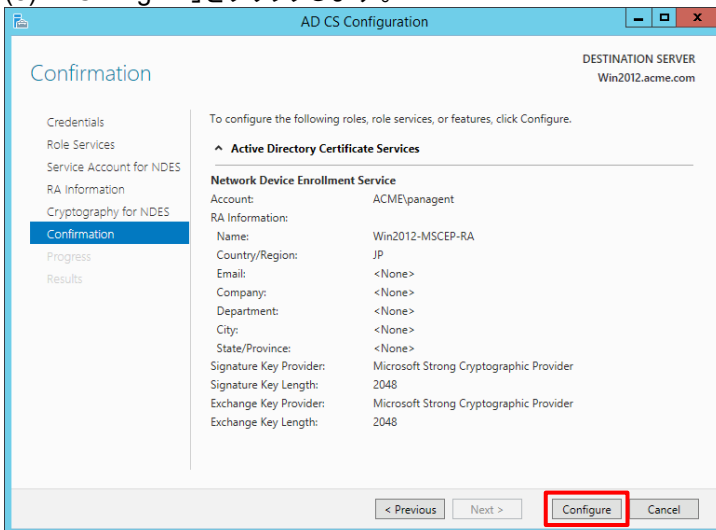 AD CS Configuration
Confirmation
DESTINATION SERVER
Win2012.acme.com
Credentials
Role Services
Service Account for NDES
RA Information
Cryptography for NDES
Confirmation
Progress
Results
To configure the following roles, role services, or features, click Configure.
Active Directory Certificate Services
Network Device Enrollment Service
Account: ACME\panagent
RA Information:
Name: Win2012-MSCEP-RA
Country/Region: JP
Email: <None>
Company: <None>
Department: <None>
City: <None>
State/Province: <None>
Signature Key Provider: Microsoft Strong Cryptographic Provider
Signature Key Length: 2048
Exchange Key Provider: Microsoft Strong Cryptographic Provider
Exchange Key Length: 2048
< Previous Next > Configure Cancel